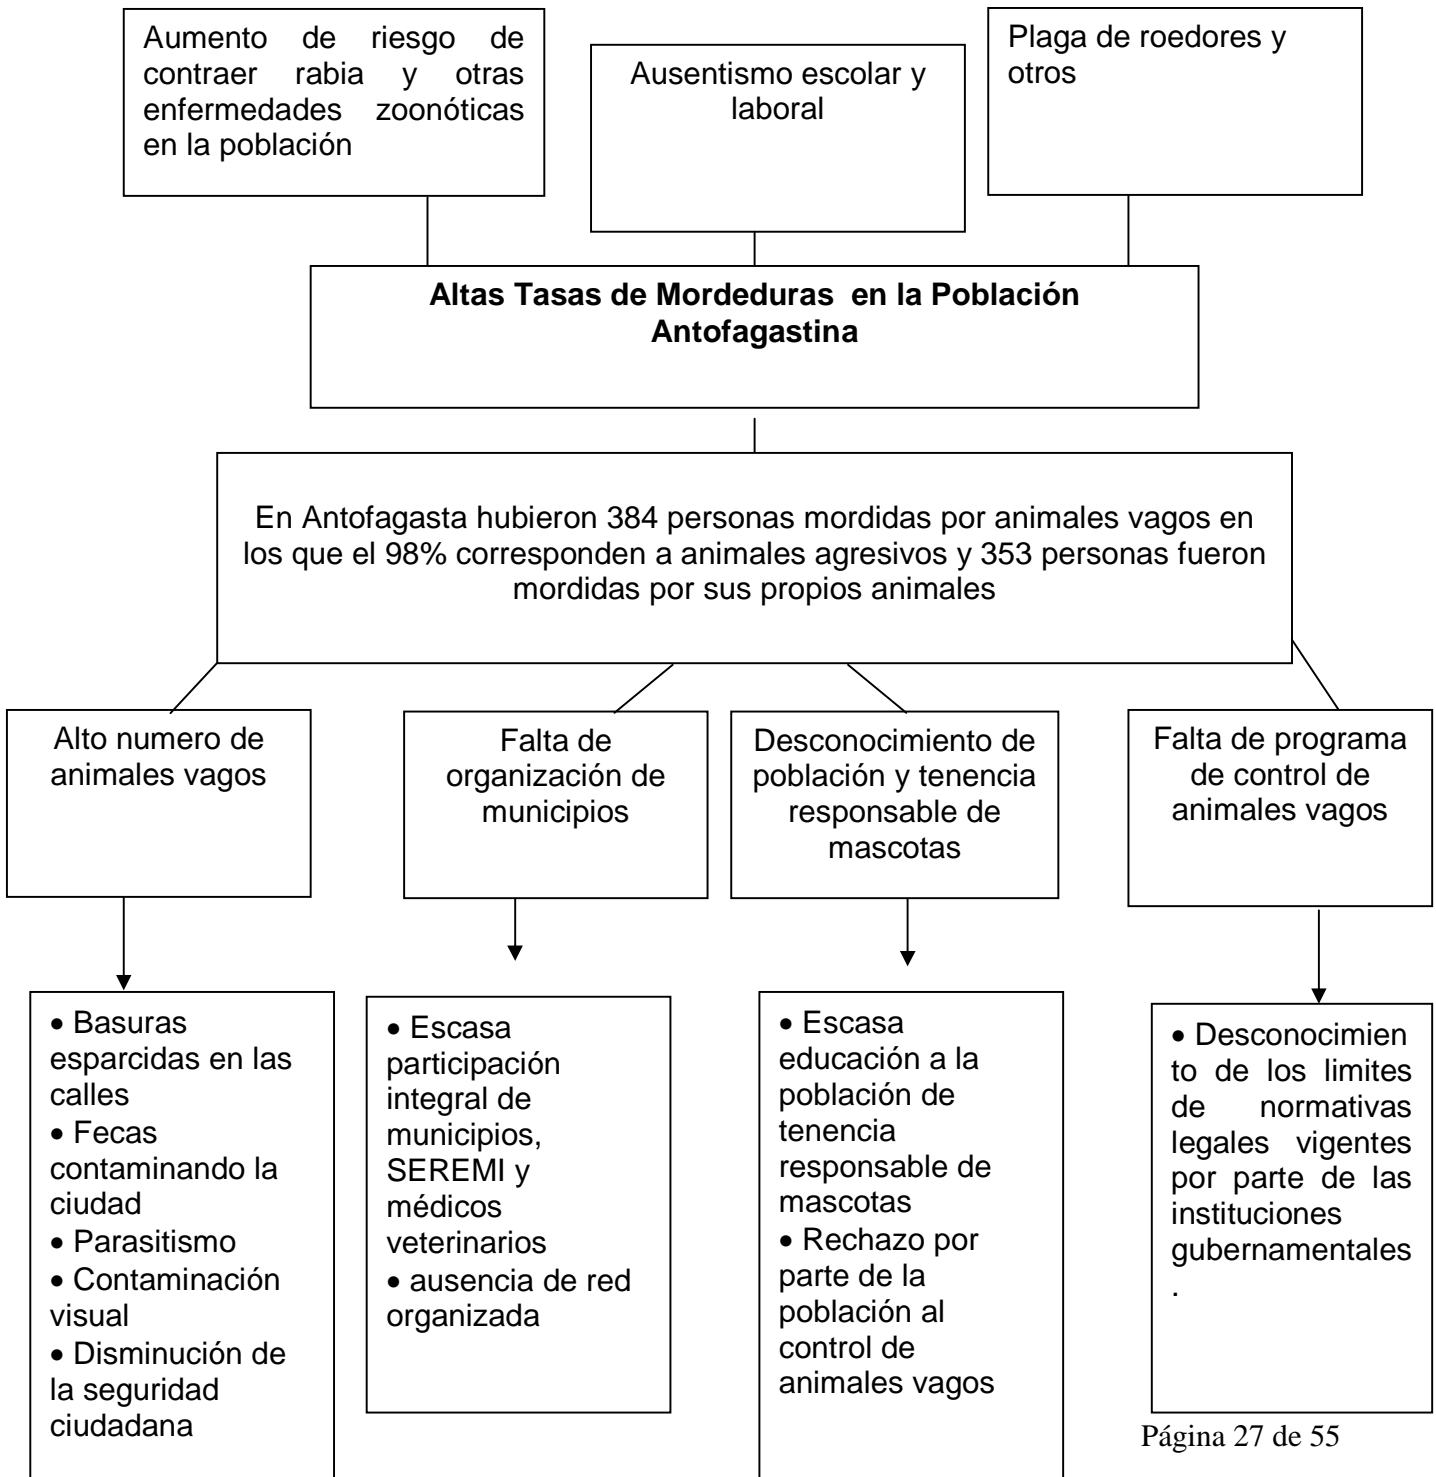 Aumento de riesgo de
contraer rabia y otras
enfermedades zoonóticas
en la población
Ausentismo escolar y
laboral
Plaga de roedores y
otros
Altas Tasas de Mordeduras en la Población
Antofagastina
En Antofagasta hubieron 384 personas mordidas por animales vagos en
los que el 98% corresponden a animales agresivos y 353 personas fueron
mordidas por sus propios animales
Alto numero de
animales vagos
Falta de
organización de
municipios
Desconocimiento de
población y tenencia
responsable de
mascotas
Falta de programa
de control de
animales vagos
• Basuras
esparcidas en las
calles
• Fecas
contaminando la
ciudad
• Parasitismo
• Contaminación
visual
• Disminución de
la seguridad
ciudadana
• Escasa
participación
integral de
municipios,
SEREMI y
médicos
veterinarios
• ausencia de red
organizada
• Escasa
educación a la
población de
tenencia
responsable de
mascotas
• Rechazo por
parte de la
población al
control de
animales vagos
• Desconocimien
to de los limites
de normativas
legales vigentes
por parte de las
instituciones
gubernamentales
.
Página 27 de 55